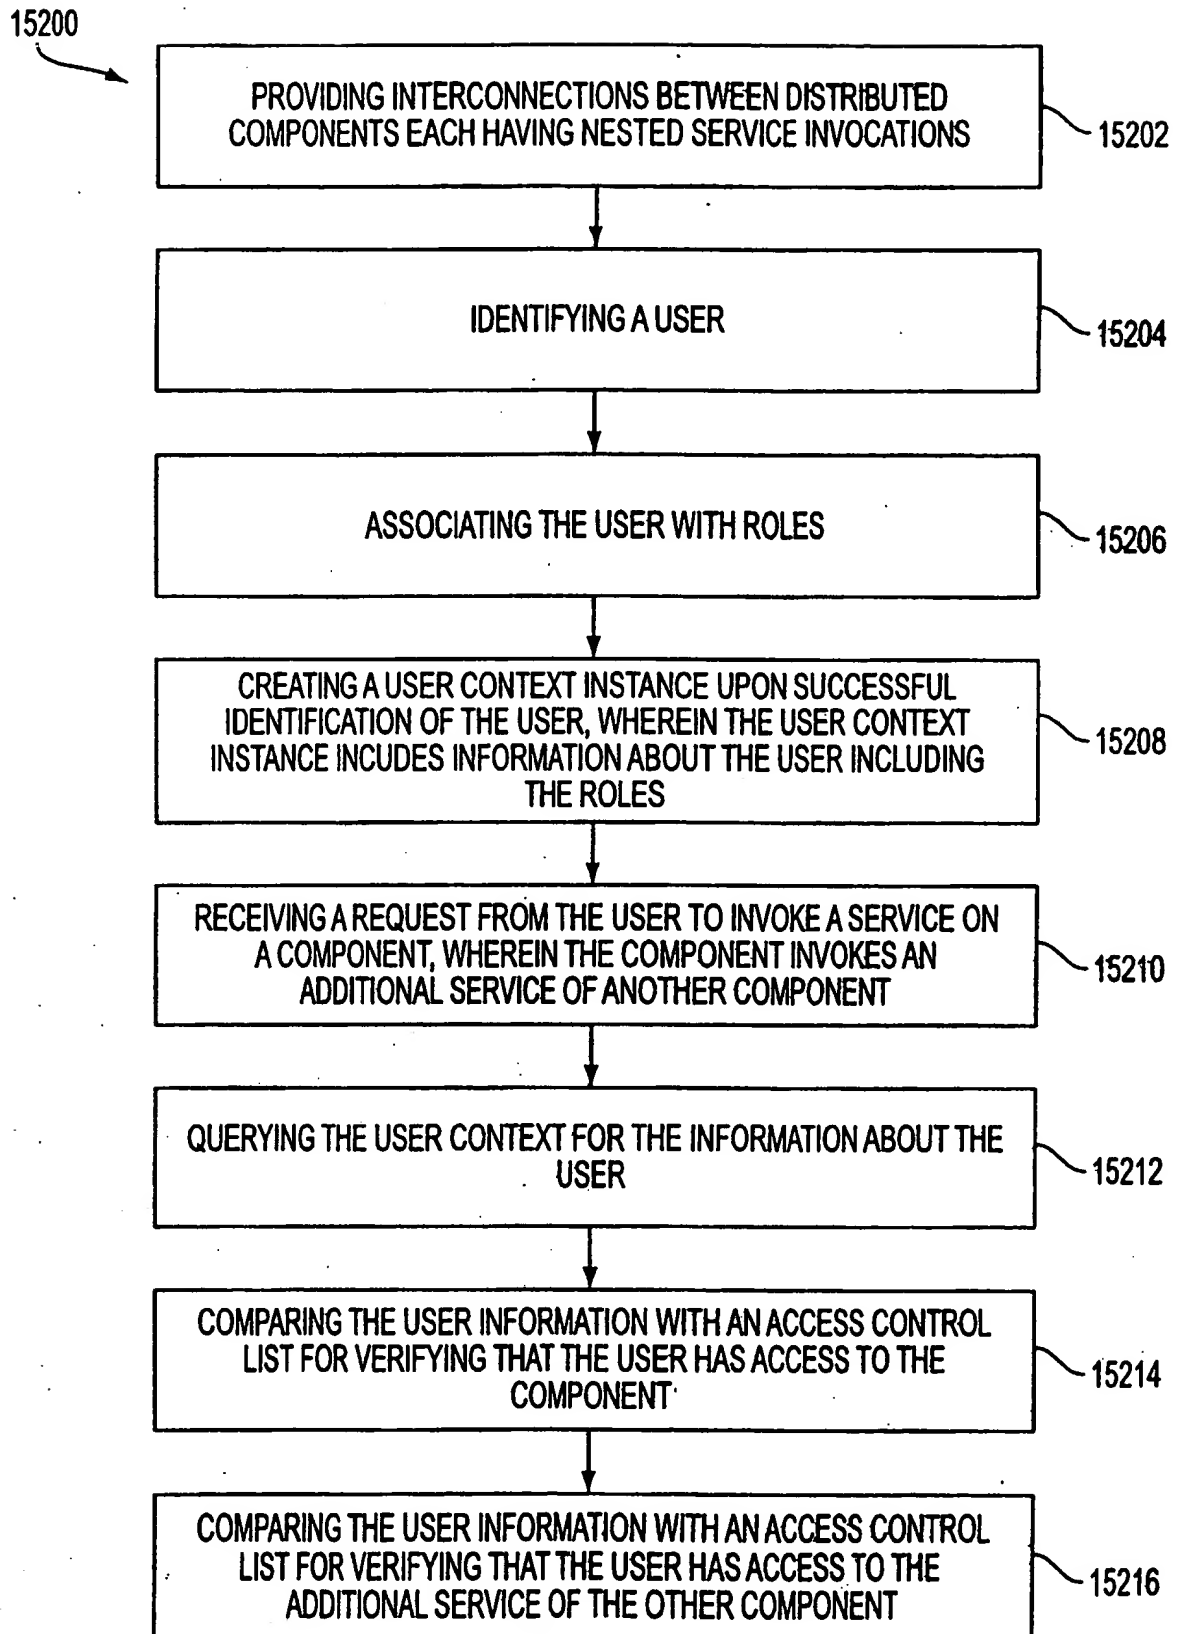 15200
PROVIDING INTERCONNECTIONS BETWEEN DISTRIBUTED
COMPONENTS EACH HAVING NESTED SERVICE INVOCATIONS
15202
IDENTIFYING A USER
15204
ASSOCIATING THE USER WITH ROLES
15206
CREATING A USER CONTEXT INSTANCE UPON SUCCESSFUL
IDENTIFICATION OF THE USER, WHEREIN THE USER CONTEXT
INSTANCE INCUDES INFORMATION ABOUT THE USER INCLUDING
THE ROLES
15208
RECEIVING A REQUEST FROM THE USER TO INVOKE A SERVICE ON
A COMPONENT, WHEREIN THE COMPONENT INVOKES AN
ADDITIONAL SERVICE OF ANOTHER COMPONENT
15210
QUERYING THE USER CONTEXT FOR THE INFORMATION ABOUT THE
USER
15212
COMPARING THE USER INFORMATION WITH AN ACCESS CONTROL
LIST FOR VERIFYING THAT THE USER HAS ACCESS TO THE
COMPONENT
15214
COMPARING THE USER INFORMATION WITH AN ACCESS CONTROL
LIST FOR VERIFYING THAT THE USER HAS ACCESS TO THE
ADDITIONAL SERVICE OF THE OTHER COMPONENT
15216